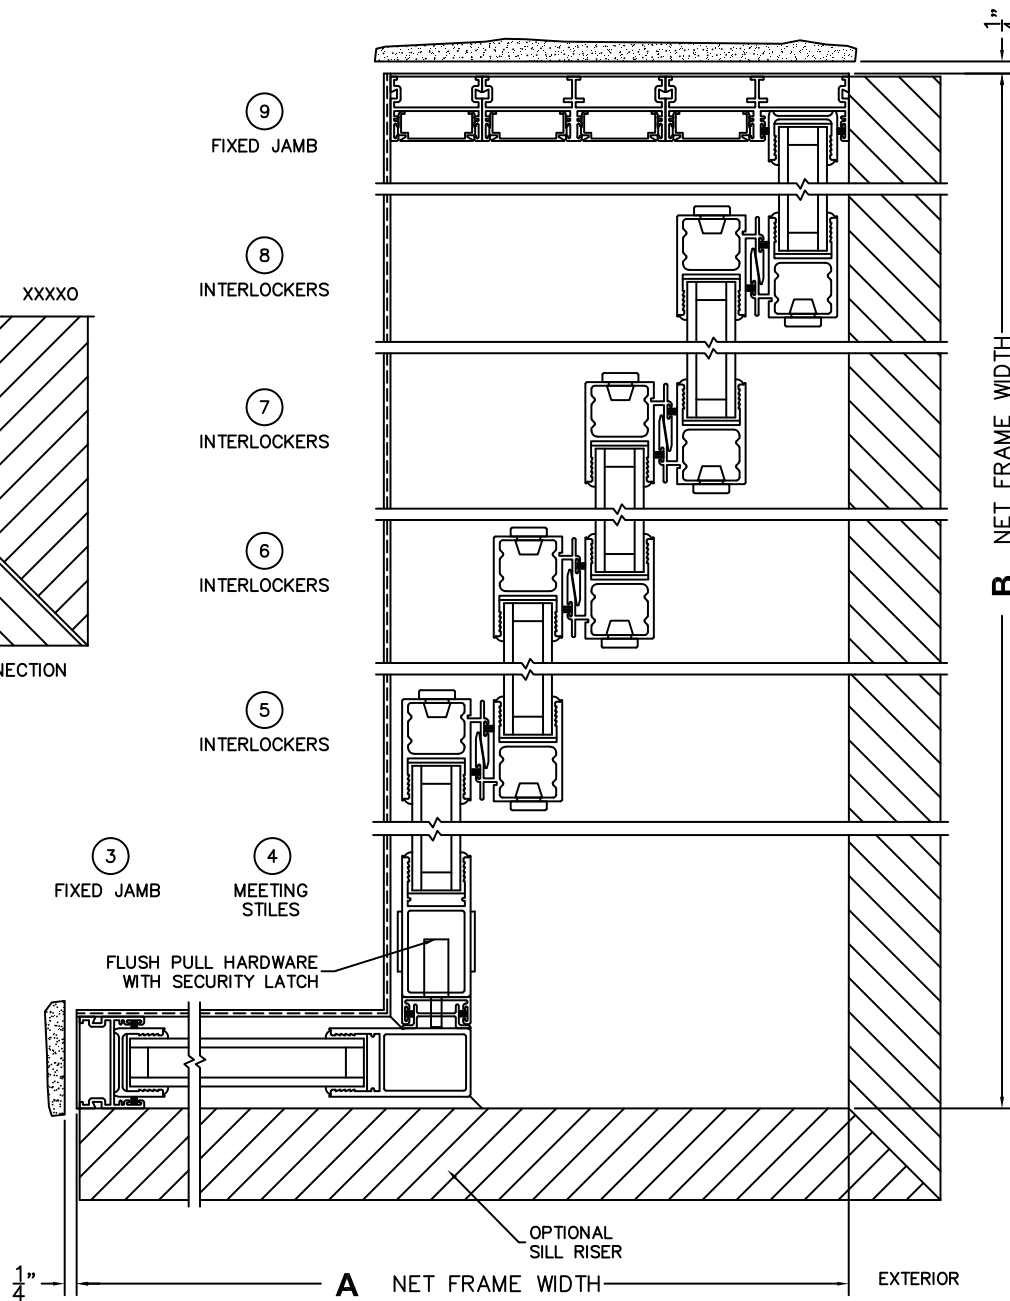 1"
4
9
FIXED JAMB
8
INTERLOCKERS
XXXXO
7
INTERLOCKERS
NET FRAME WIDTH
B
6
INTERLOCKERS
NECTION
5
INTERLOCKERS
3
FIXED JAMB
4
MEETING
STILES
FLUSH PULL HARDWARE
WITH SECURITY LATCH
OPTIONAL
SILL RISER
1/4"
A NET FRAME WIDTH
EXTERIOR